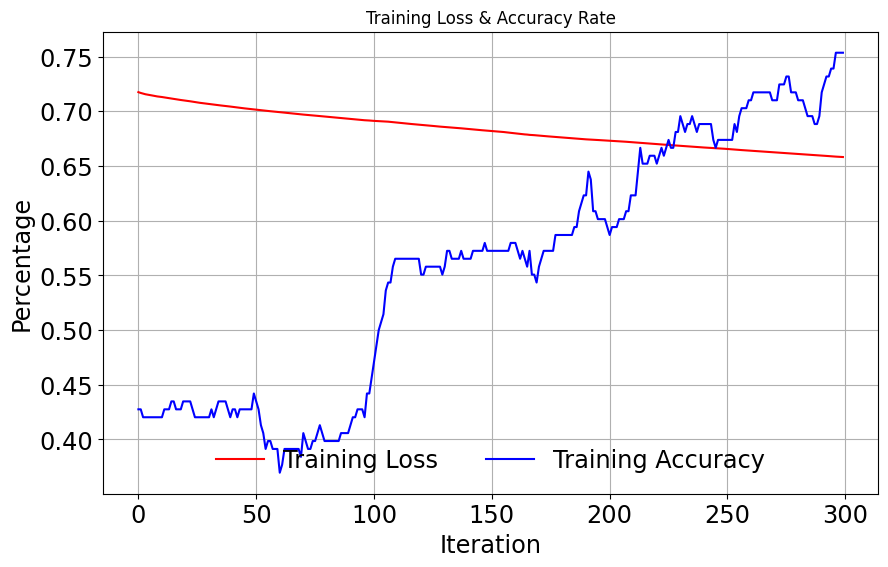 Training Loss & Accuracy Rate
0.75
0.70
0.65
0.60
0.55
0.50
0.45
0.40
Percentage
Training Loss
Training Accuracy
0 50 100 150 200 250 300
Iteration